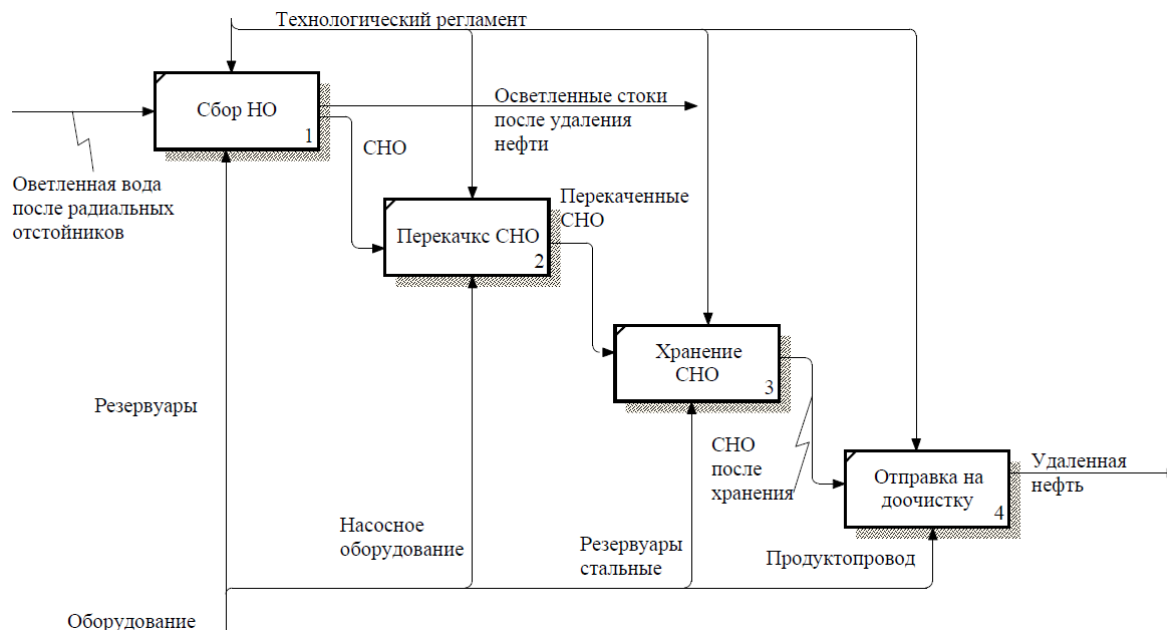 Технологический регламент
Сбор НО
1
Осветленные стоки
после удаления
нефти
СНО
Оветленная вода
после радиальных
отстойников
Перекаченные
СНО
Перекачкс СНО
2
Хранение
СНО
3
Резервуары
СНО
после
хранения
Отправка на
доочистку
4
Удаленная
нефть
Насосное
оборудование
Резервуары
стальные
Продуктопровод
Оборудование